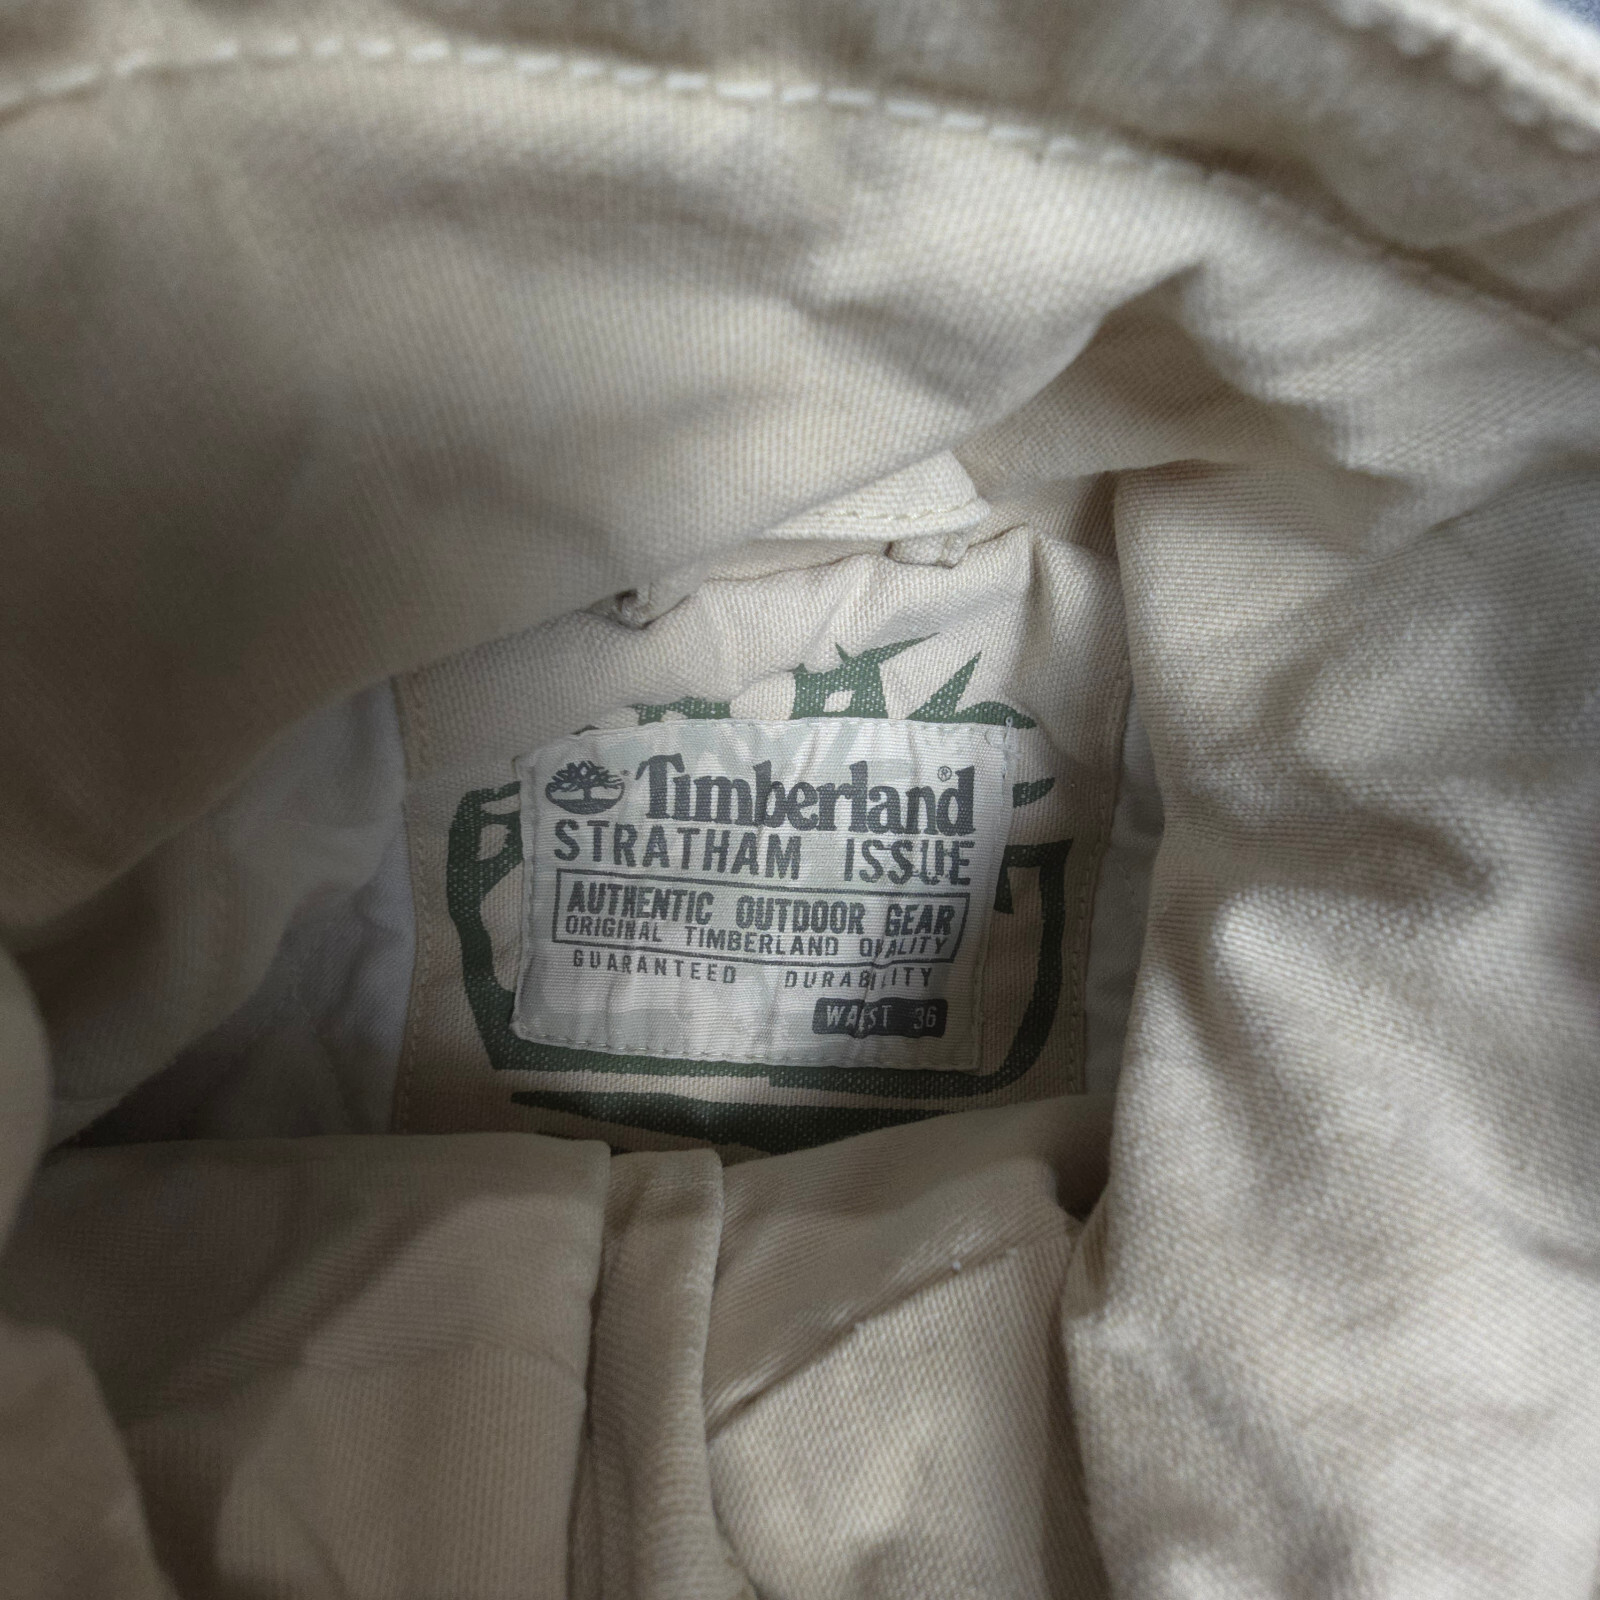 Timberland®
STRATHAM ISSUE
AUTHENTIC OUTDOOR GEAR
ORIGINAL TIMBERLAND QUALITY
GUARANTEED DURABILITY
WAIST 36